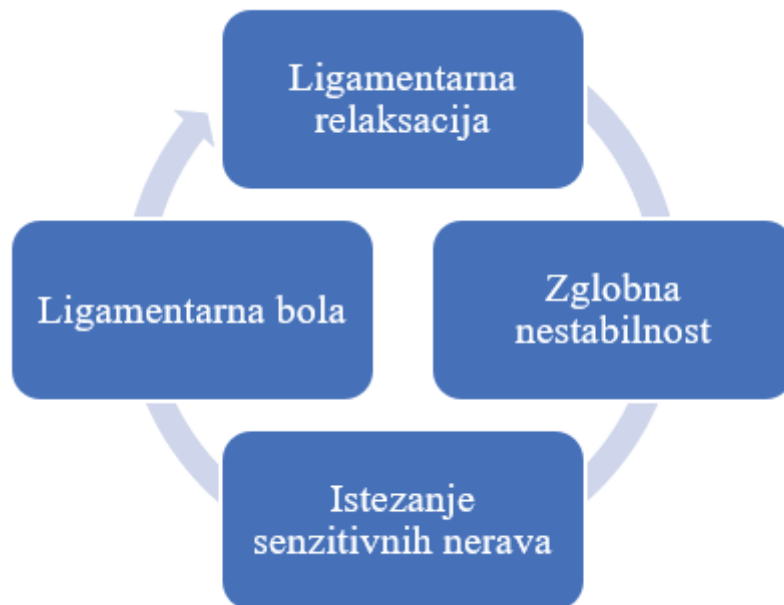 Ligamentarna
relaksacija
Zglobna
nestabilnost
Istezanje
senzitivnih nerava
Ligamentarna bola